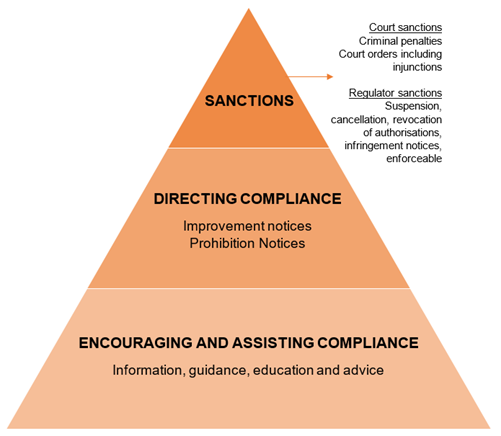 Court sanctions
Criminal penalties
Court orders including
injunctions
Regulator sanctions
Suspension,
cancellation, revocation
of authorisations,
infringement notices,
enforceable
SANCTIONS
DIRECTING COMPLIANCE
Improvement notices
Prohibition Notices
ENCOURAGING AND ASSISTING COMPLIANCE
Information, guidance, education and advice